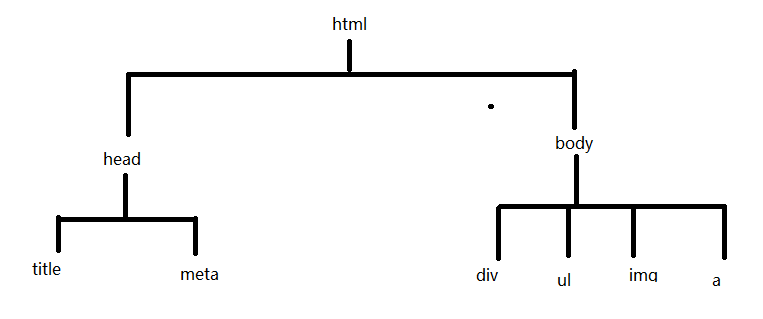 html
head
body
title
meta
div
ul
img
a